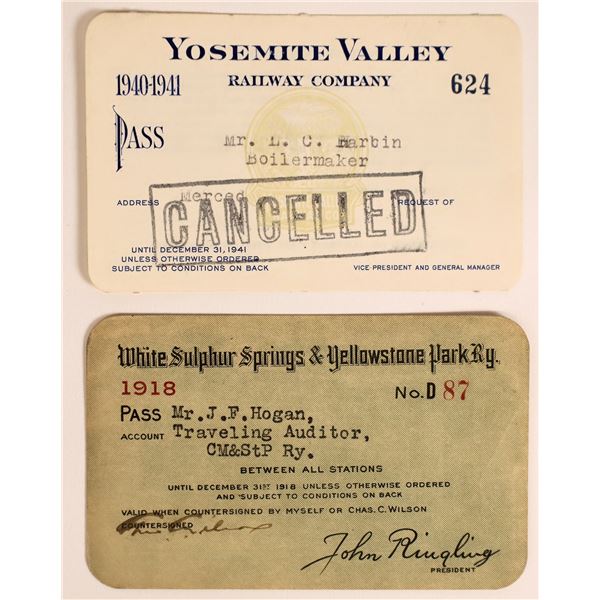 YOSEMITE VALLEY
1940-1941 RAILWAY COMPANY 624
PASS Mr. L. C. Harbin
Boilermaker
ADDRESS Merced REQUEST OF
CANCELLED
UNTIL DECEMBER 31, 1941
UNLESS OTHERWISE ORDERED
SUBJECT TO CONDITIONS ON BACK VICE-PRESIDENT AND GENERAL MANAGER
White Sulphur Springs & Yellowstone Park Ry.
1918 No. D 87
PASS Mr. J. F. Hogan,
ACCOUNT Traveling Auditor,
CM&StP Ry.
BETWEEN ALL STATIONS
UNTIL DECEMBER 31ST 1918 UNLESS OTHERWISE ORDERED
AND SUBJECT TO CONDITIONS ON BACK
VALID WHEN COUNTERSIGNED BY MYSELF OR CHAS. C. WILSON
COUNTERSIGNED
John Ringling
PRESIDENT